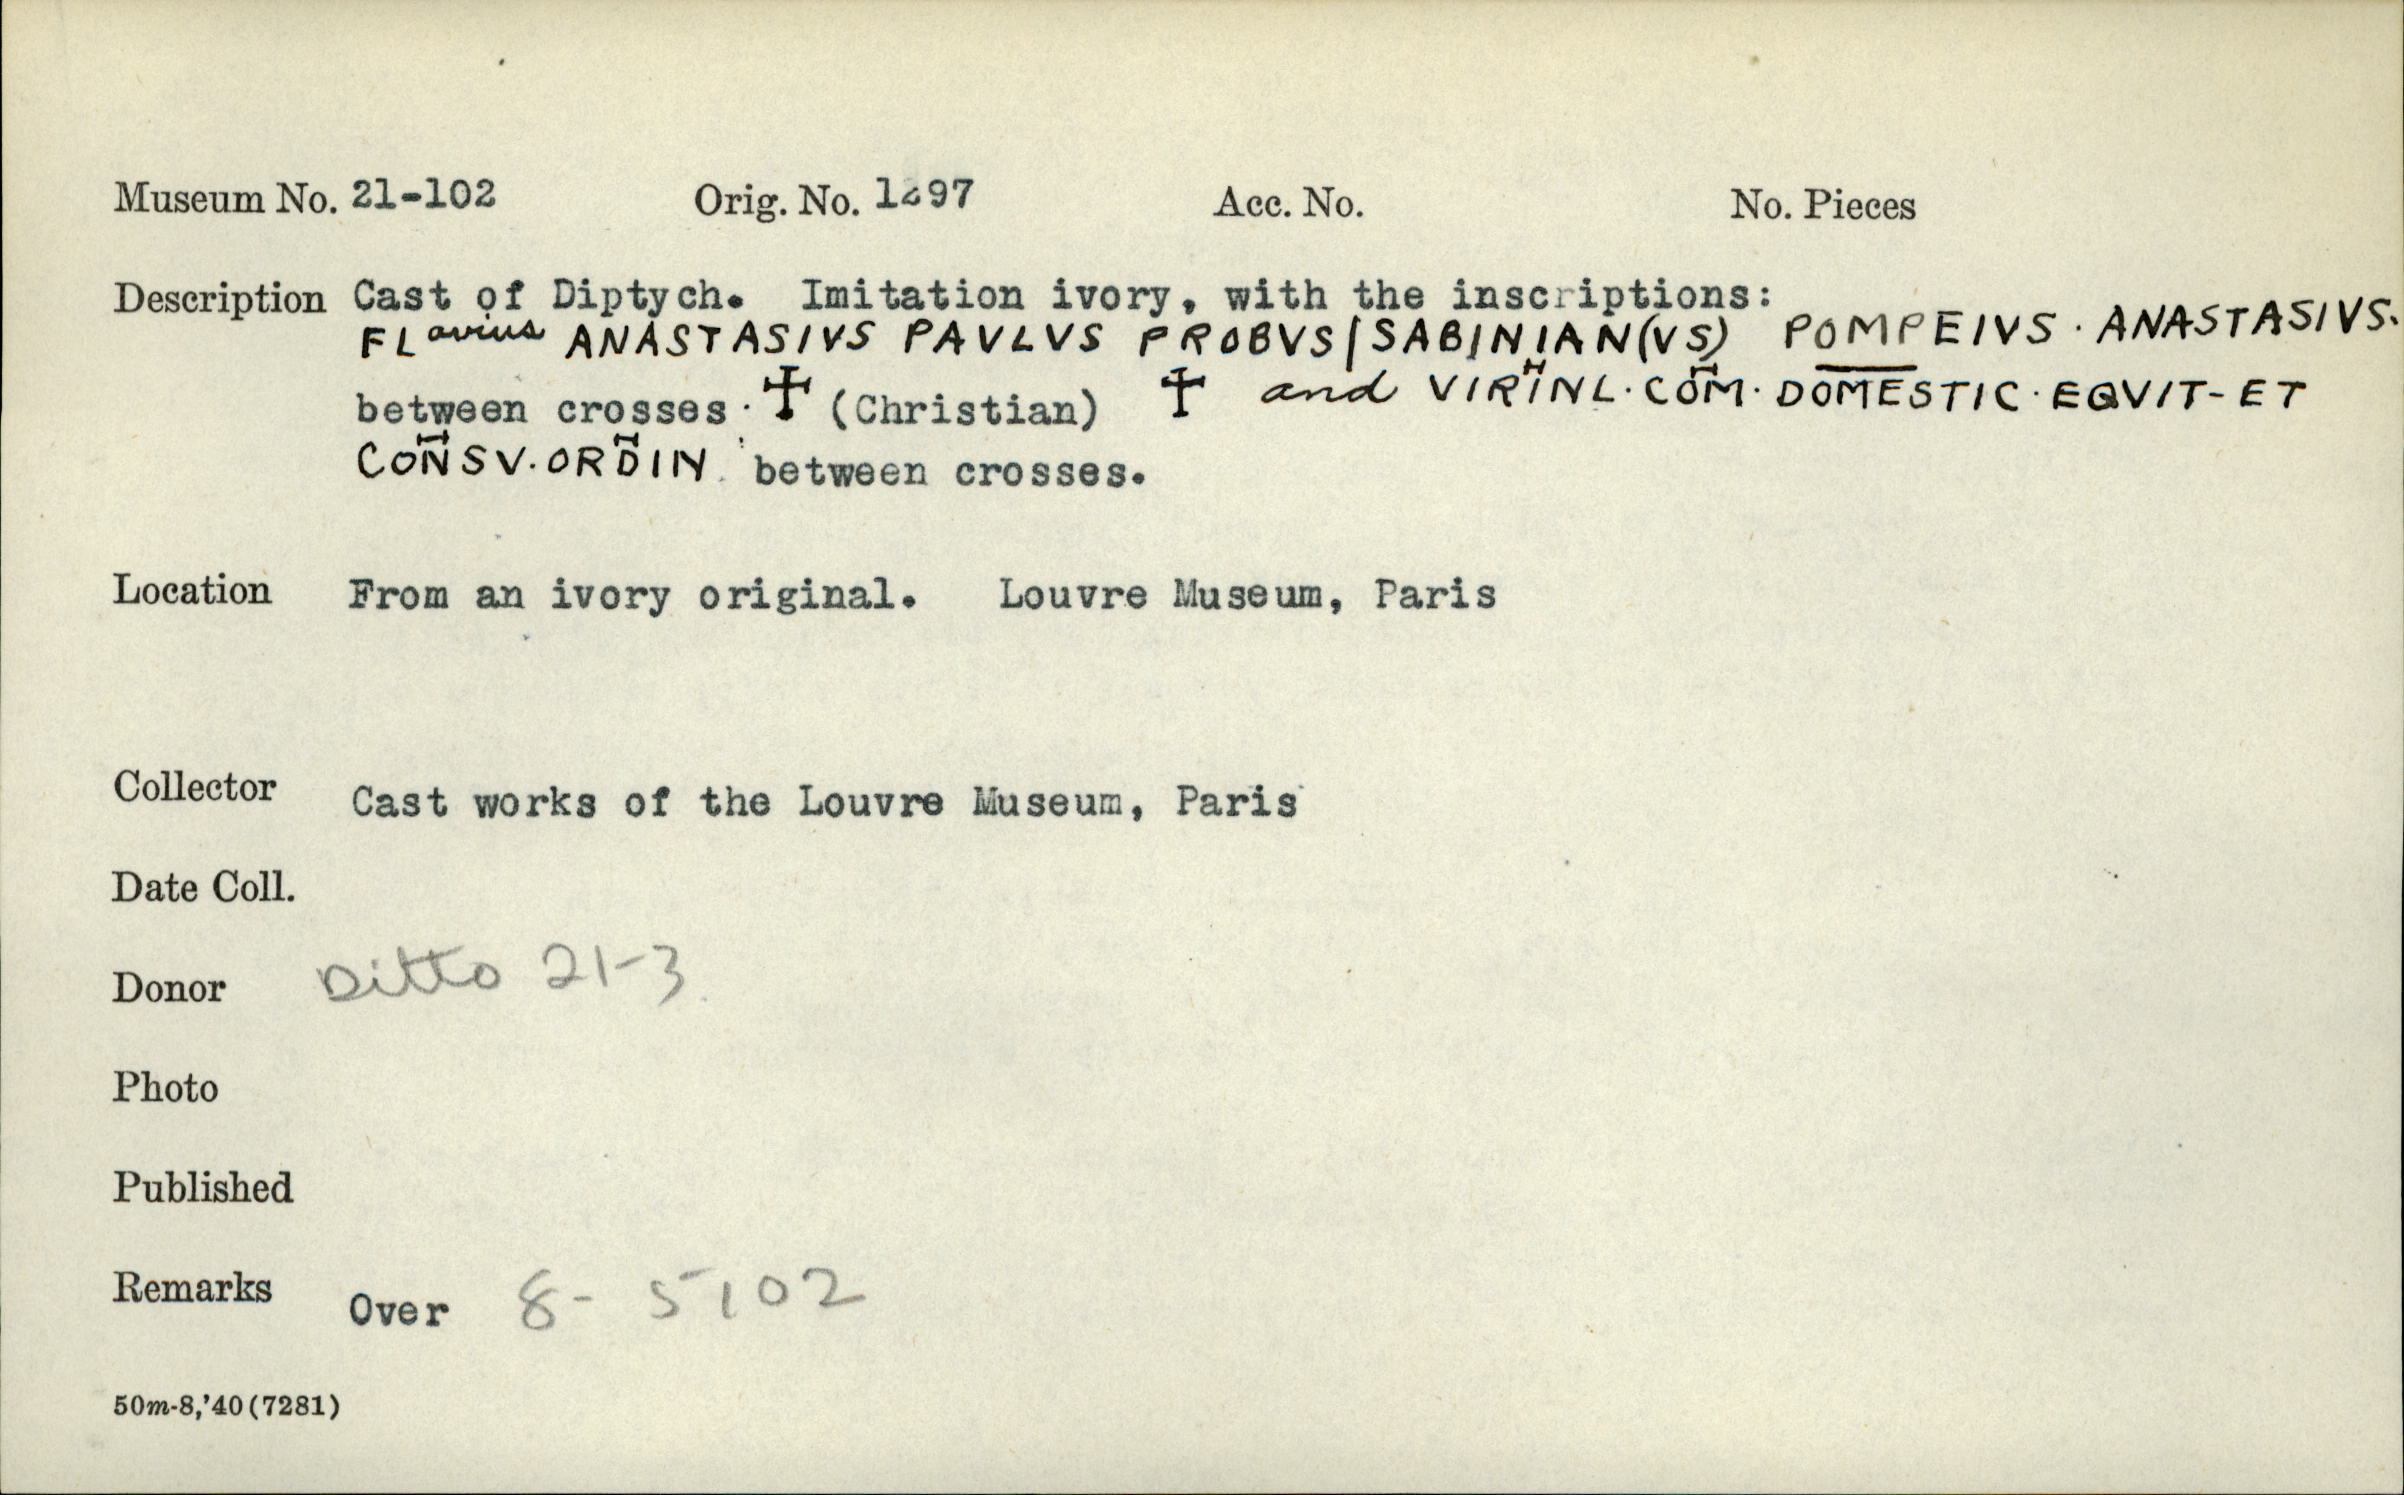 Museum No. 21-102 Orig. No. 1297 Acc. No. No. Pieces
Description Cast of Diptych. Imitation ivory, with the inscriptions:
FLavius ANASTASIVS PAVLVS PROBVS/SABINIAN(VS) POMPEIVS · ANASTASIVS.
between crosses · ☩ (Christian) ☩ and VIR INL · COM · DOMESTIC · EQVIT - ET
CONSV. ORDIN between crosses.
Location From an ivory original. Louvre Museum, Paris
Collector Cast works of the Louvre Museum, Paris
Date Coll.
Donor Ditto 21-3
Photo
Published
Remarks Over 8- 5102
50m-8,'40(7281)